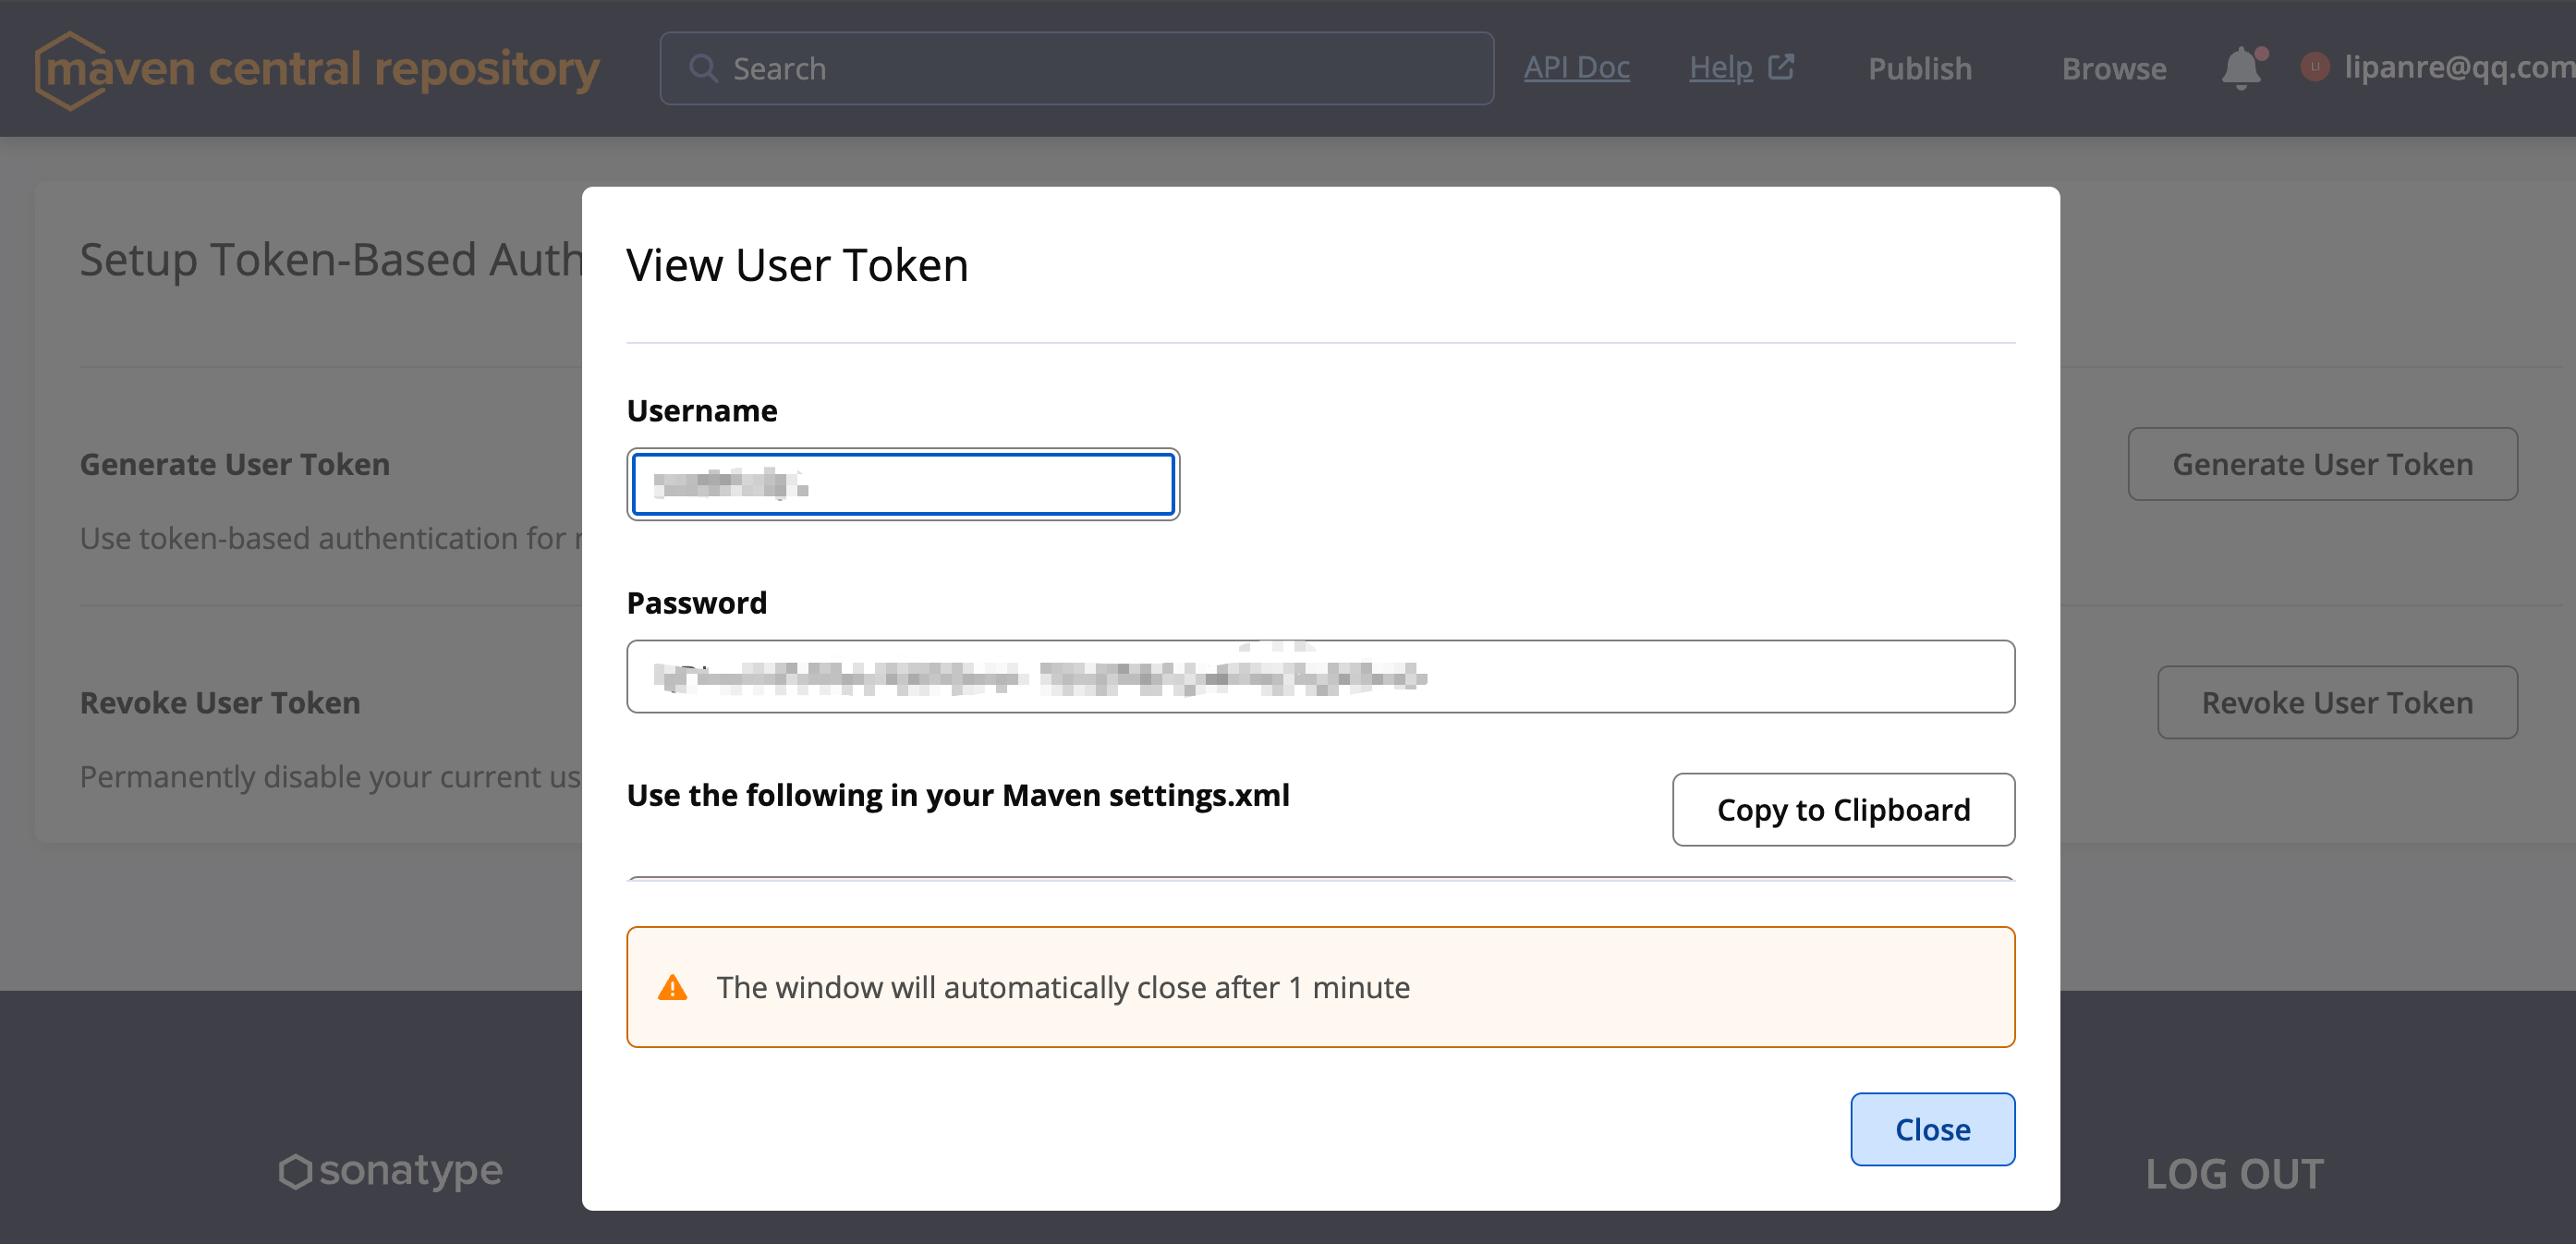 maven central repository
Search
API Doc
Help
Publish
Browse
LI
lipanre@qq.com
Setup Token-Based Auth
View User Token
Username
Generate User Token
Generate User Token
Use token-based authentication for
Password
Revoke User Token
Revoke User Token
Permanently disable your current us
Use the following in your Maven settings.xml
Copy to Clipboard
The window will automatically close after 1 minute
Close
sonatype
LOG OUT